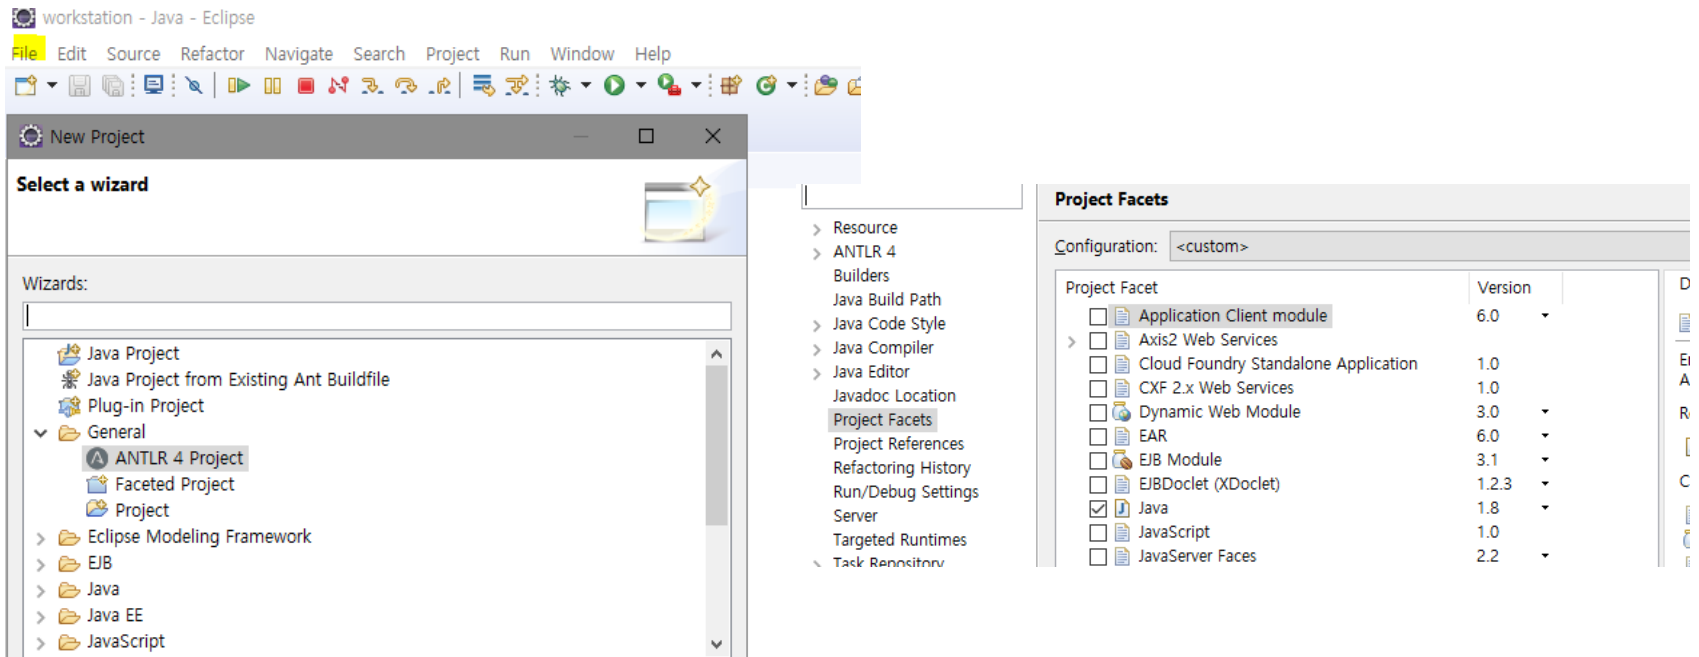 workstation - Java - Eclipse
File Edit Source Refactor Navigate Search Project Run Window Help
New Project
Select a wizard
Wizards:
Java Project
Java Project from Existing Ant Buildfile
Plug-in Project
General
ANTLR 4 Project
Faceted Project
Project
Eclipse Modeling Framework
EJB
Java
Java EE
JavaScript
Resource
ANTLR 4
Builders
Java Build Path
Java Code Style
Java Compiler
Java Editor
Javadoc Location
Project Facets
Project References
Refactoring History
Run/Debug Settings
Server
Targeted Runtimes
Task Repository
Project Facets
Configuration: <custom>
Project Facet Version
Application Client module 6.0
Axis2 Web Services
Cloud Foundry Standalone Application 1.0
CXF 2.x Web Services 1.0
Dynamic Web Module 3.0
EAR 6.0
EJB Module 3.1
EJBDoclet (XDoclet) 1.2.3
Java 1.8
JavaScript 1.0
JavaServer Faces 2.2